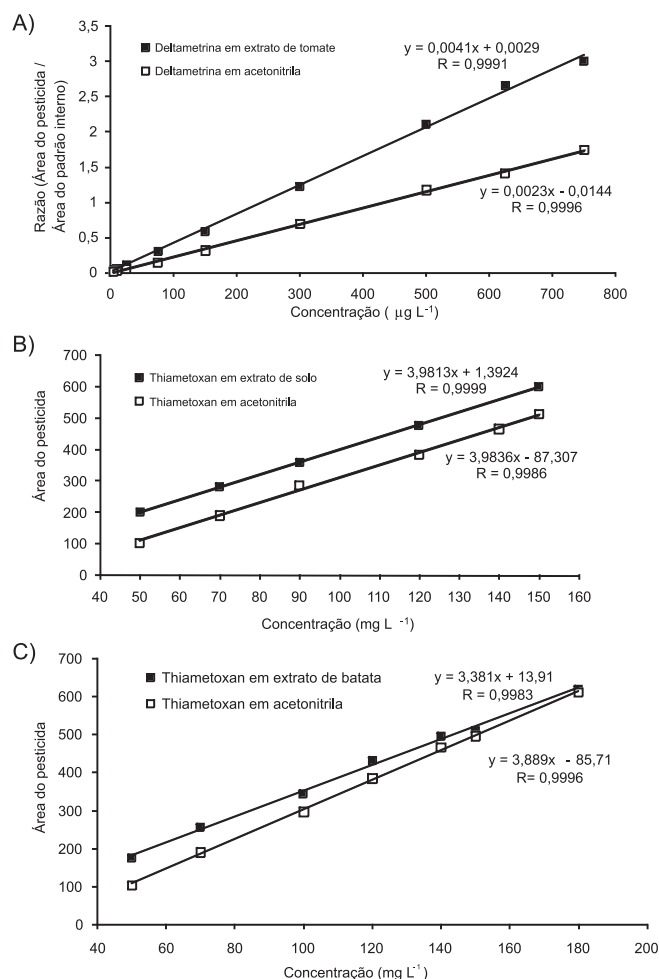 A)
Deltametrina em extrato de tomate
Deltametrina em acetonitrila
y = 0,0041x + 0,0029
R = 0,9991
y = 0,0023x - 0,0144
R = 0,9996
Razão (Área do pesticida /
Área do padrão interno)
3,5
3
2,5
2
1,5
1
0,5
0
0 100 200 300 400 500 600 700 800
Concentração ( µg L-1)
B)
Thiametoxan em extrato de solo
Thiametoxan em acetonitrila
y = 3,9813x + 1,3924
R = 0,9999
y = 3,9836x - 87,307
R = 0,9986
Área do pesticida
700
600
500
400
300
200
100
0
40 50 60 70 80 90 100 110 120 130 140 150 160
Concentração (mg L -1)
C)
Thiametoxan em extrato de batata
Thiametoxan em acetonitrila
y = 3,381x + 13,91
R = 0,9983
y = 3,889x - 85,71
R= 0,9996
Área do pesticida
700
600
500
400
300
200
100
0
40 60 80 100 120 140 160 180 200
Concentração (mg L-1)